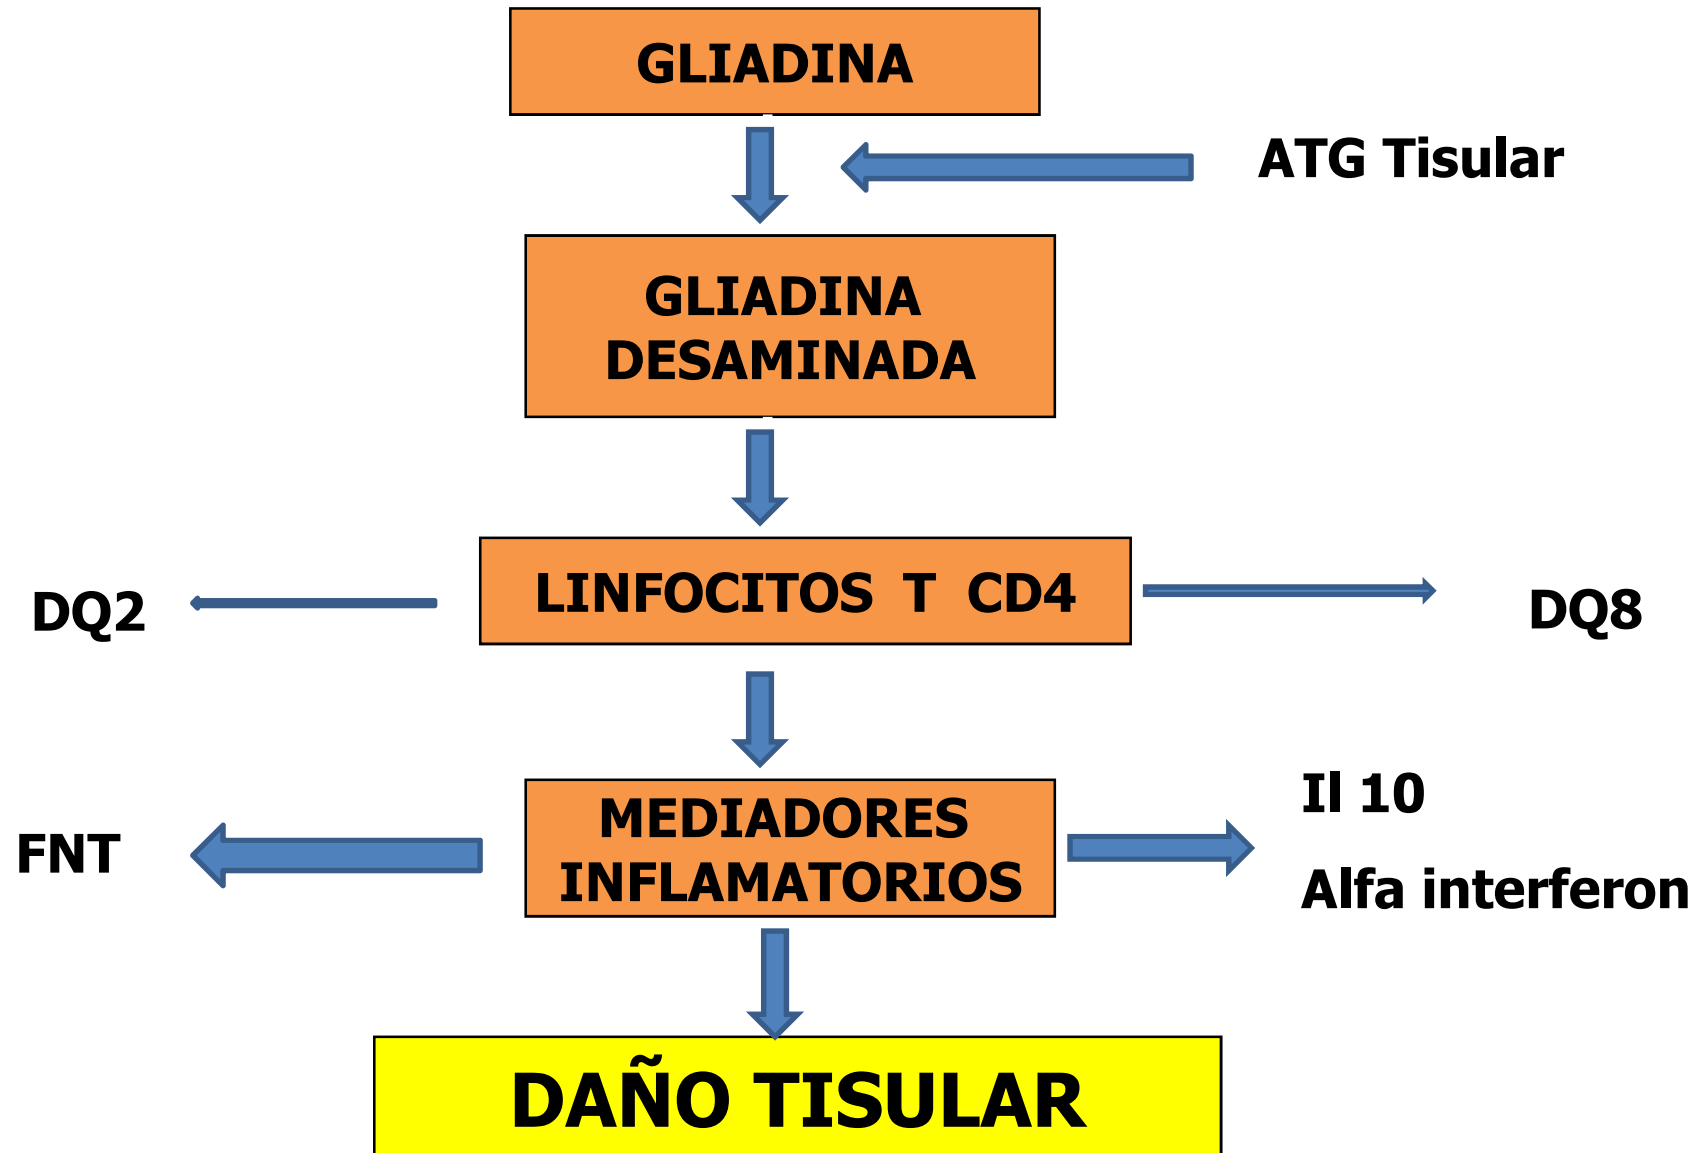 GLIADINA
ATG Tisular
GLIADINA
DESAMINADA
LINFOCITOS T CD4
DQ2
DQ8
MEDIADORES
INFLAMATORIOS
FNT
Il 10
Alfa interferon
DAÑO TISULAR